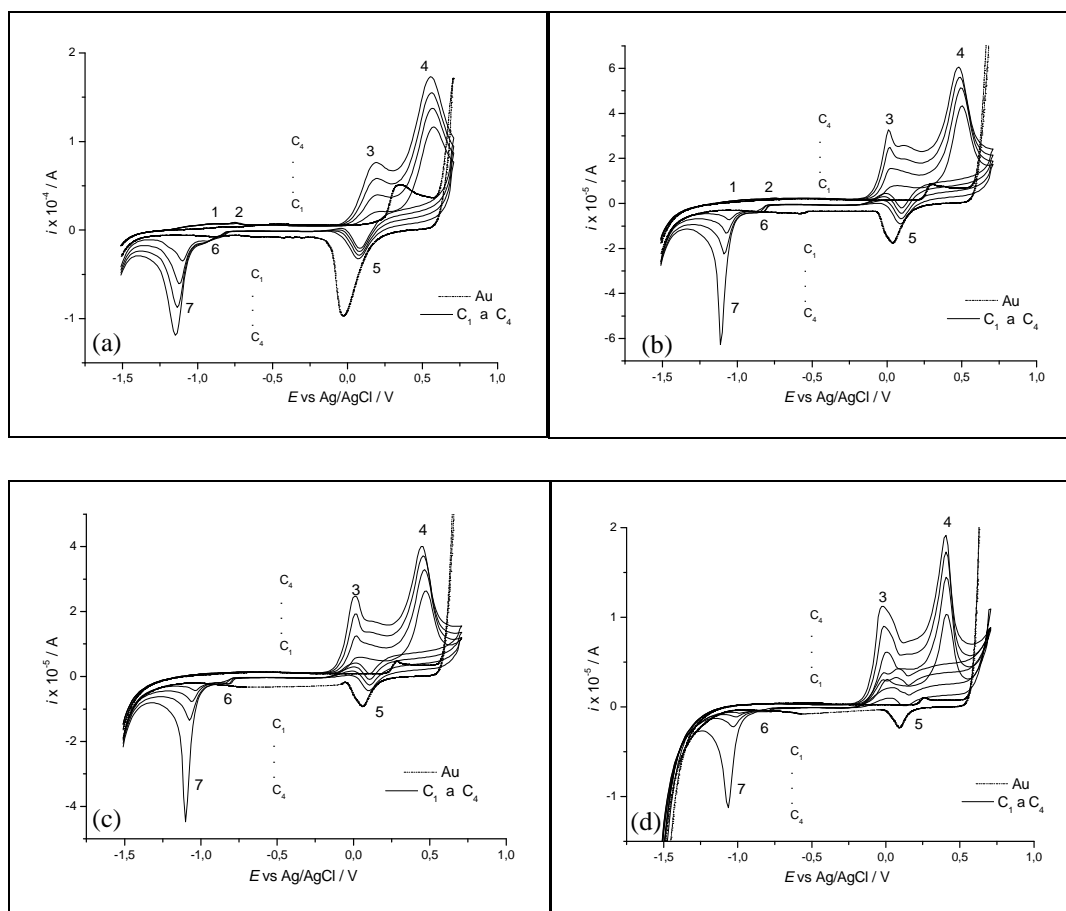 2
1
0
-1
i x 10⁻⁴ / A
1 2 3 4 5 6 7
C₄
.
.
.
C₁
C₁
.
.
.
C₄
Au
C₁ a C₄
(a)
-1,5 -1,0 -0,5 0,0 0,5 1,0
E vs Ag/AgCl / V
6
4
2
0
-2
-4
-6
i x 10⁻⁵ / A
1 2 3 4 5 6 7
C₄
.
.
.
C₁
C₁
.
.
.
C₄
Au
C₁ a C₄
(b)
-1,5 -1,0 -0,5 0,0 0,5 1,0
E vs Ag/AgCl / V
4
2
0
-2
-4
i x 10⁻⁵ / A
3 4 5 6 7
C₄
.
.
.
C₁
C₁
.
.
.
C₄
Au
C₁ a C₄
(c)
-1,5 -1,0 -0,5 0,0 0,5 1,0
E vs Ag/AgCl / V
2
1
0
-1
i x 10⁻⁵ / A
3 4 5 6 7
C₄
.
.
.
C₁
C₁
.
.
.
C₄
Au
C₁ a C₄
(d)
-1,5 -1,0 -0,5 0,0 0,5 1,0
E vs Ag/AgCl / V